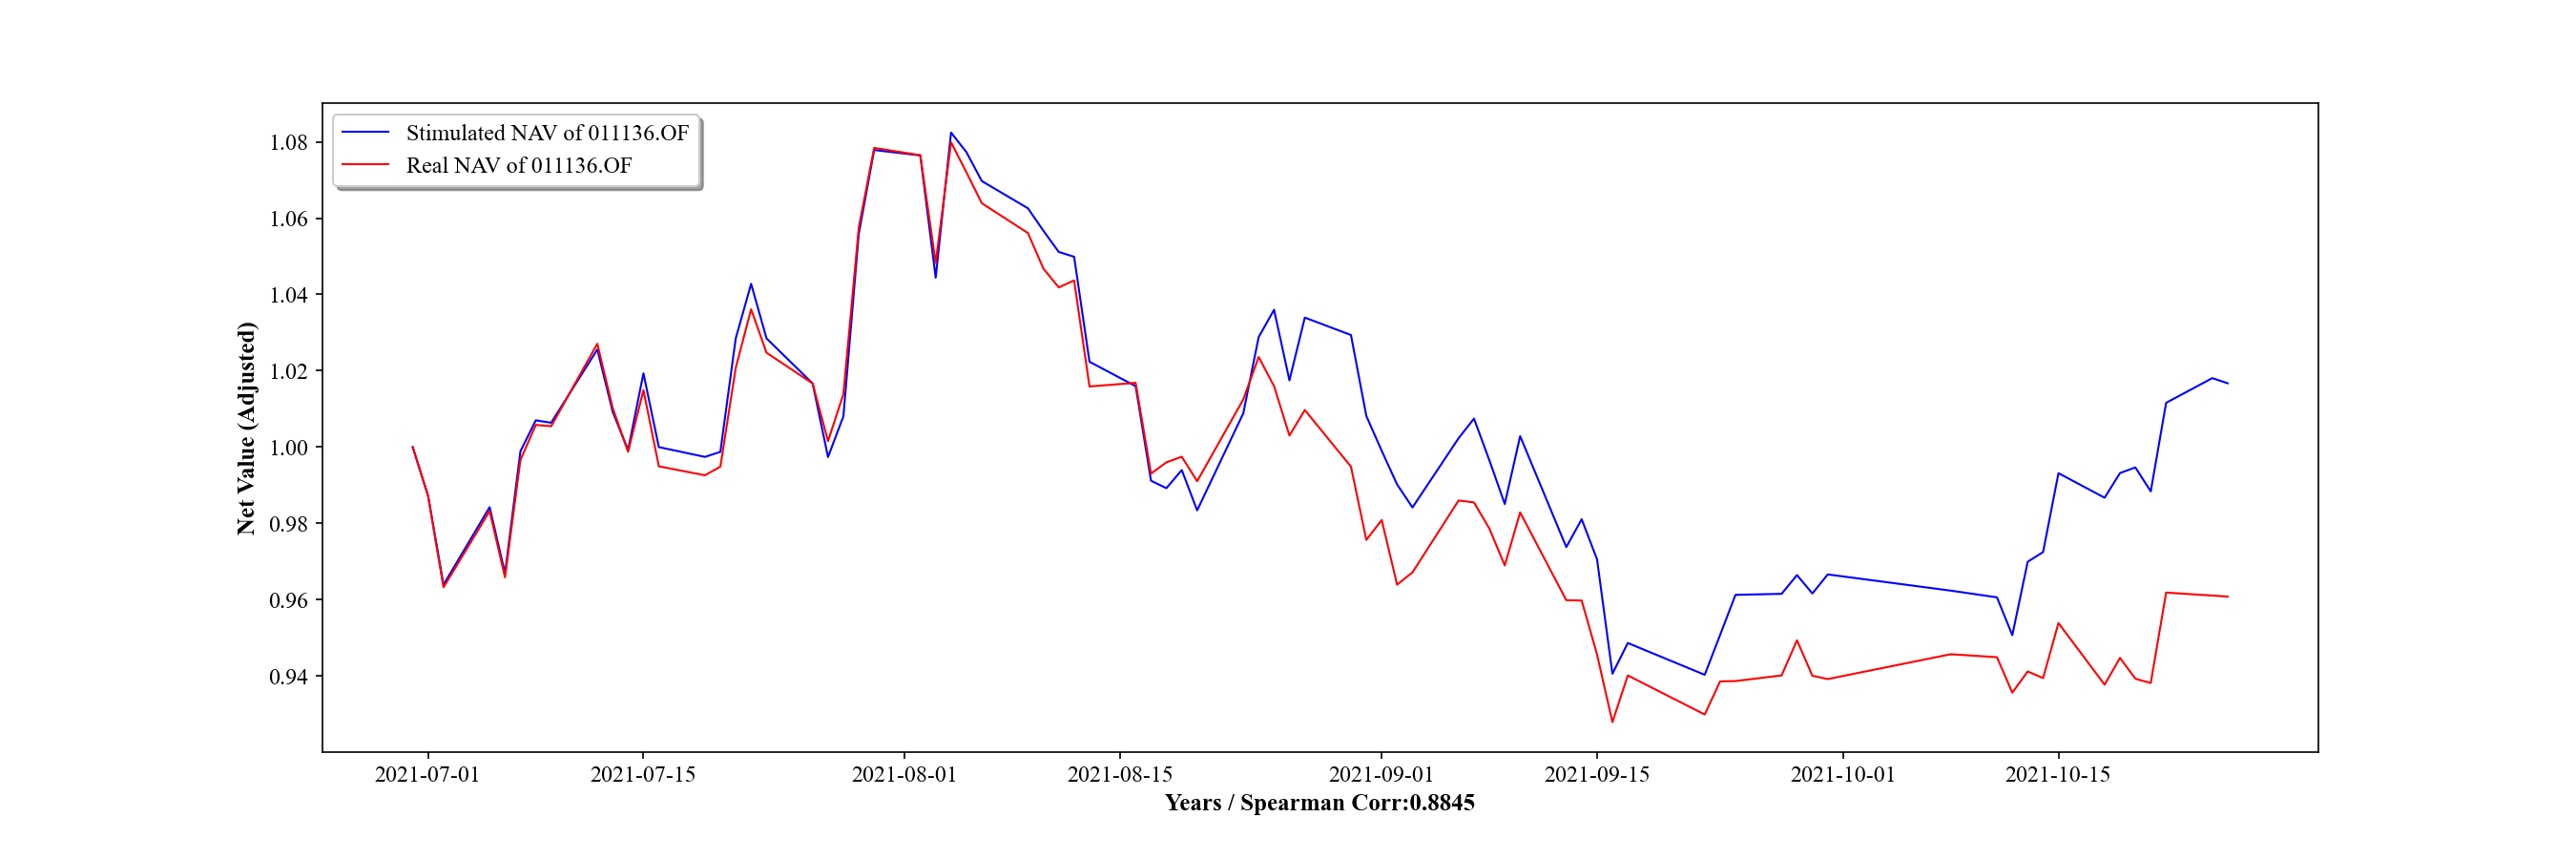 Stimulated NAV of 011136.OF
Real NAV of 011136.OF
1.08
1.06
1.04
1.02
1.00
0.98
0.96
0.94
Net Value (Adjusted)
2021-07-01 2021-07-15 2021-08-01 2021-08-15 2021-09-01 2021-09-15 2021-10-01 2021-10-15
Years / Spearman Corr:0.8845